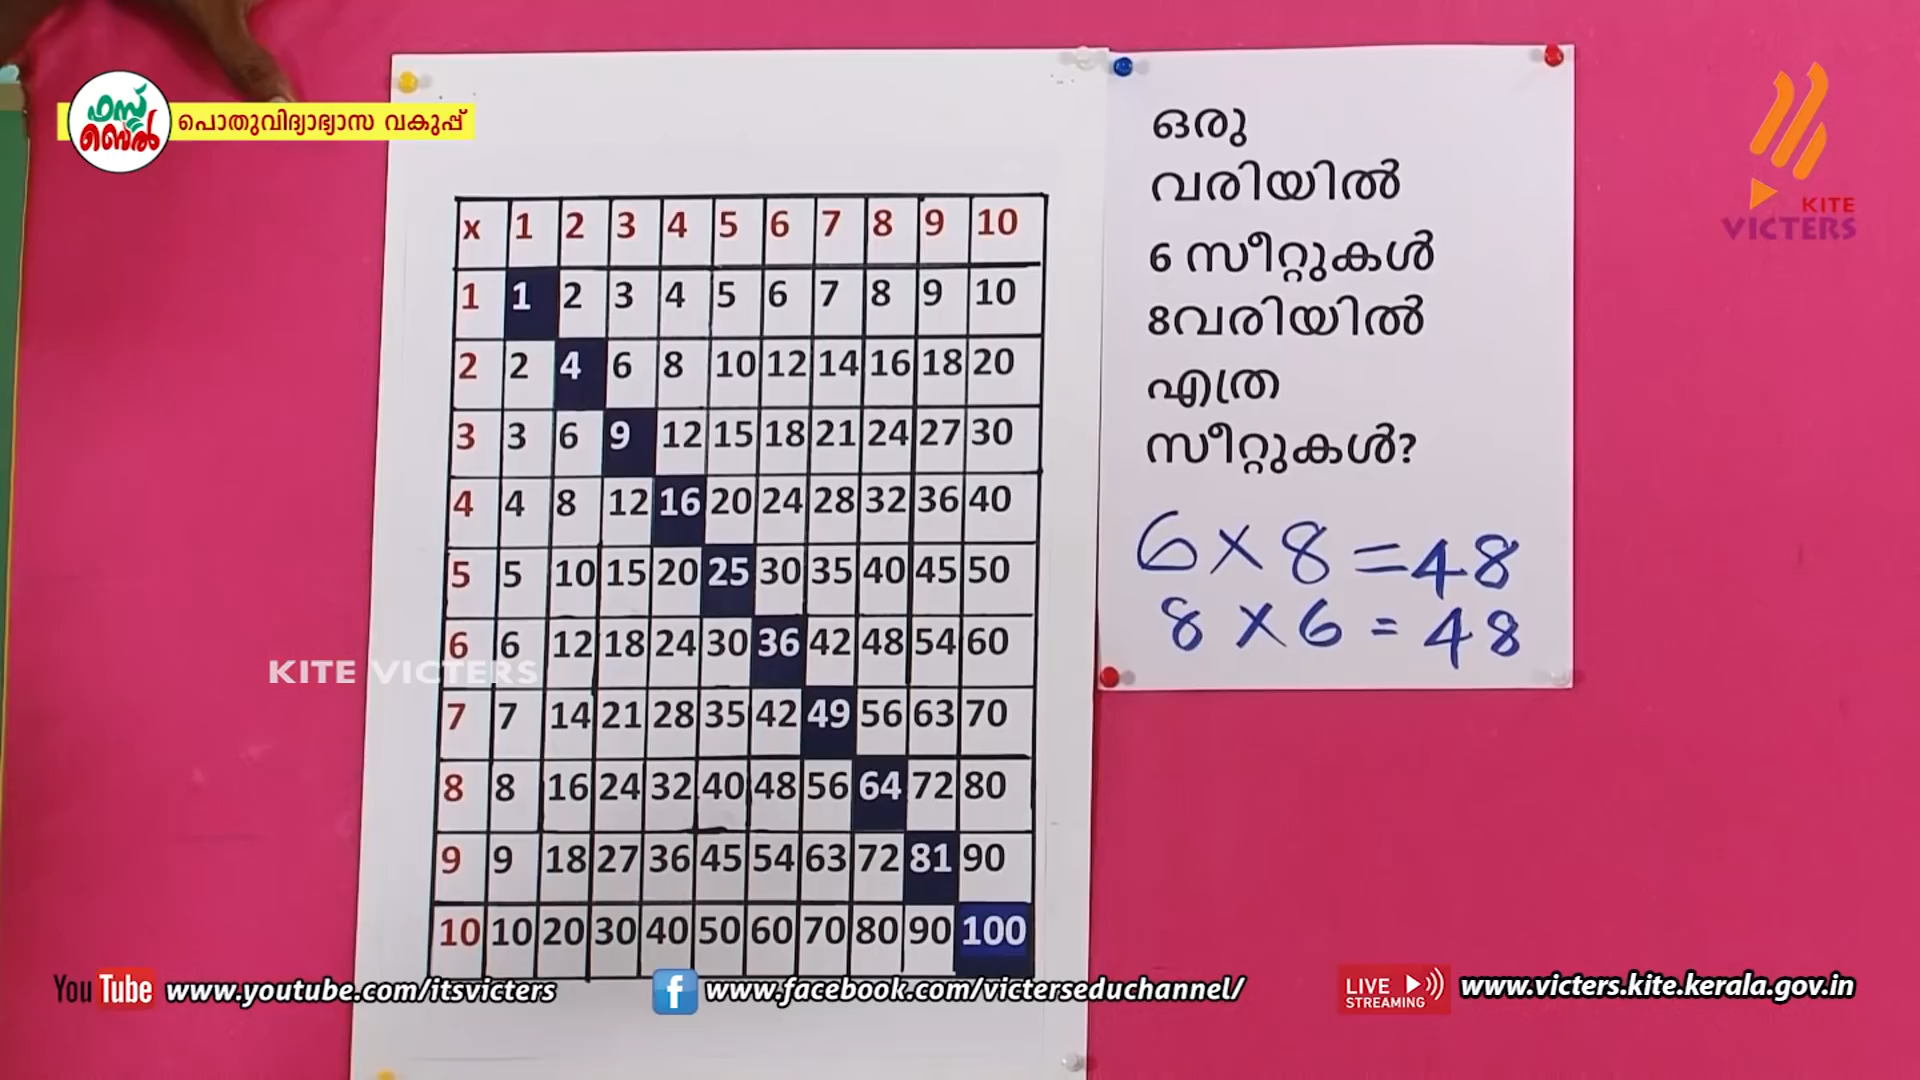 ഫസ്റ്റ്
ബെൽ
പൊതുവിദ്യാഭ്യാസ വകുപ്പ്
KITE
VICTERS
x 1 2 3 4 5 6 7 8 9 10
1 1 2 3 4 5 6 7 8 9 10
2 2 4 6 8 10 12 14 16 18 20
3 3 6 9 12 15 18 21 24 27 30
4 4 8 12 16 20 24 28 32 36 40
5 5 10 15 20 25 30 35 40 45 50
6 6 12 18 24 30 36 42 48 54 60
7 7 14 21 28 35 42 49 56 63 70
8 8 16 24 32 40 48 56 64 72 80
9 9 18 27 36 45 54 63 72 81 90
10 10 20 30 40 50 60 70 80 90 100
ഒരു
വരിയിൽ
6 സീറ്റുകൾ
8വരിയിൽ
എത്ര
സീറ്റുകൾ?
6 x 8 = 48
8 x 6 = 48
KITE VICTERS
You Tube www.youtube.com/itsvicters
f www.facebook.com/victerseduchannel/
LIVE
STREAMING
www.victers.kite.kerala.gov.in